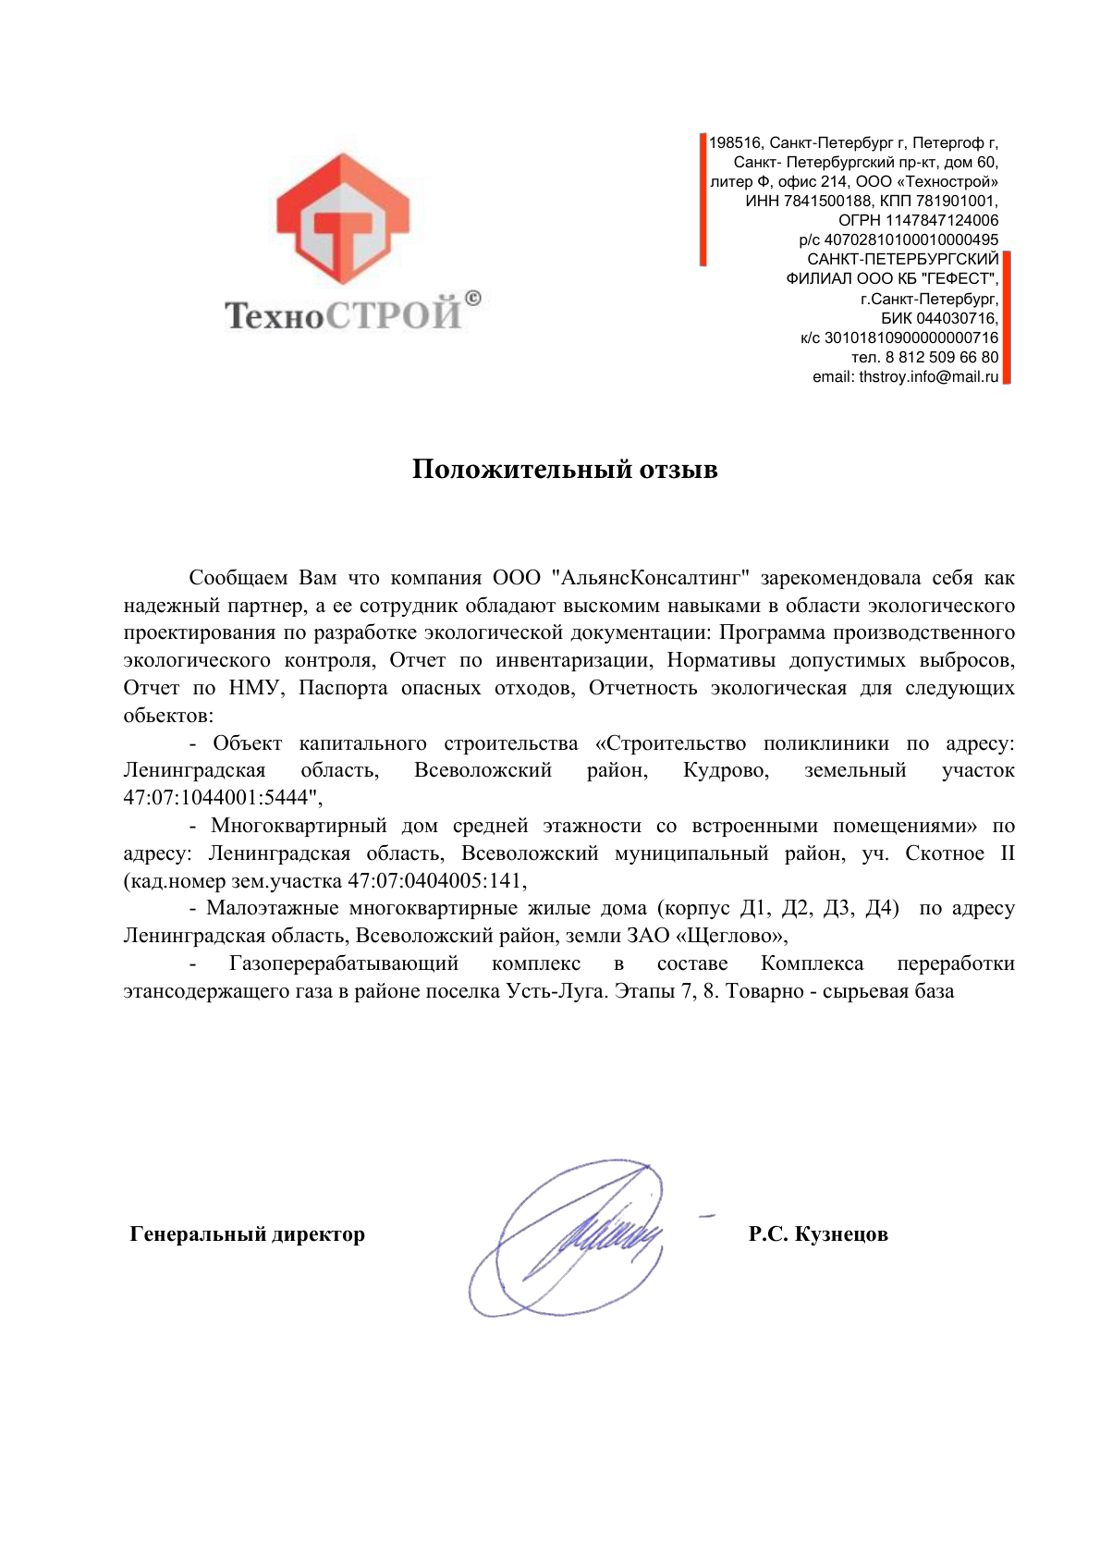 ТехноСТРОЙ©
198516, Санкт-Петербург г, Петергоф г,
Санкт- Петербургский пр-кт, дом 60,
литер Ф, офис 214, ООО «Технострой»
ИНН 7841500188, КПП 781901001,
ОГРН 1147847124006
р/с 40702810100010000495
САНКТ-ПЕТЕРБУРГСКИЙ
ФИЛИАЛ ООО КБ "ГЕФЕСТ",
г.Санкт-Петербург,
БИК 044030716,
к/с 30101810900000000716
тел. 8 812 509 66 80
email: thstroy.info@mail.ru
Положительный отзыв
Сообщаем Вам что компания ООО "АльянсКонсалтинг" зарекомендовала себя как
надежный партнер, а ее сотрудник обладают выскомим навыками в области экологического
проектирования по разработке экологической документации: Программа производственного
экологического контроля, Отчет по инвентаризации, Нормативы допустимых выбросов,
Отчет по НМУ, Паспорта опасных отходов, Отчетность экологическая для следующих
обьектов:
- Объект капитального строительства «Строительство поликлиники по адресу:
Ленинградская область, Всеволожский район, Кудрово, земельный участок
47:07:1044001:5444",
- Многоквартирный дом средней этажности со встроенными помещениями» по
адресу: Ленинградская область, Всеволожский муниципальный район, уч. Скотное II
(кад.номер зем.участка 47:07:0404005:141,
- Малоэтажные многоквартирные жилые дома (корпус Д1, Д2, Д3, Д4) по адресу
Ленинградская область, Всеволожский район, земли ЗАО «Щеглово»,
- Газоперерабатывающий комплекс в составе Комплекса переработки
этансодержащего газа в районе поселка Усть-Луга. Этапы 7, 8. Товарно - сырьевая база
Генеральный директор
Р.С. Кузнецов